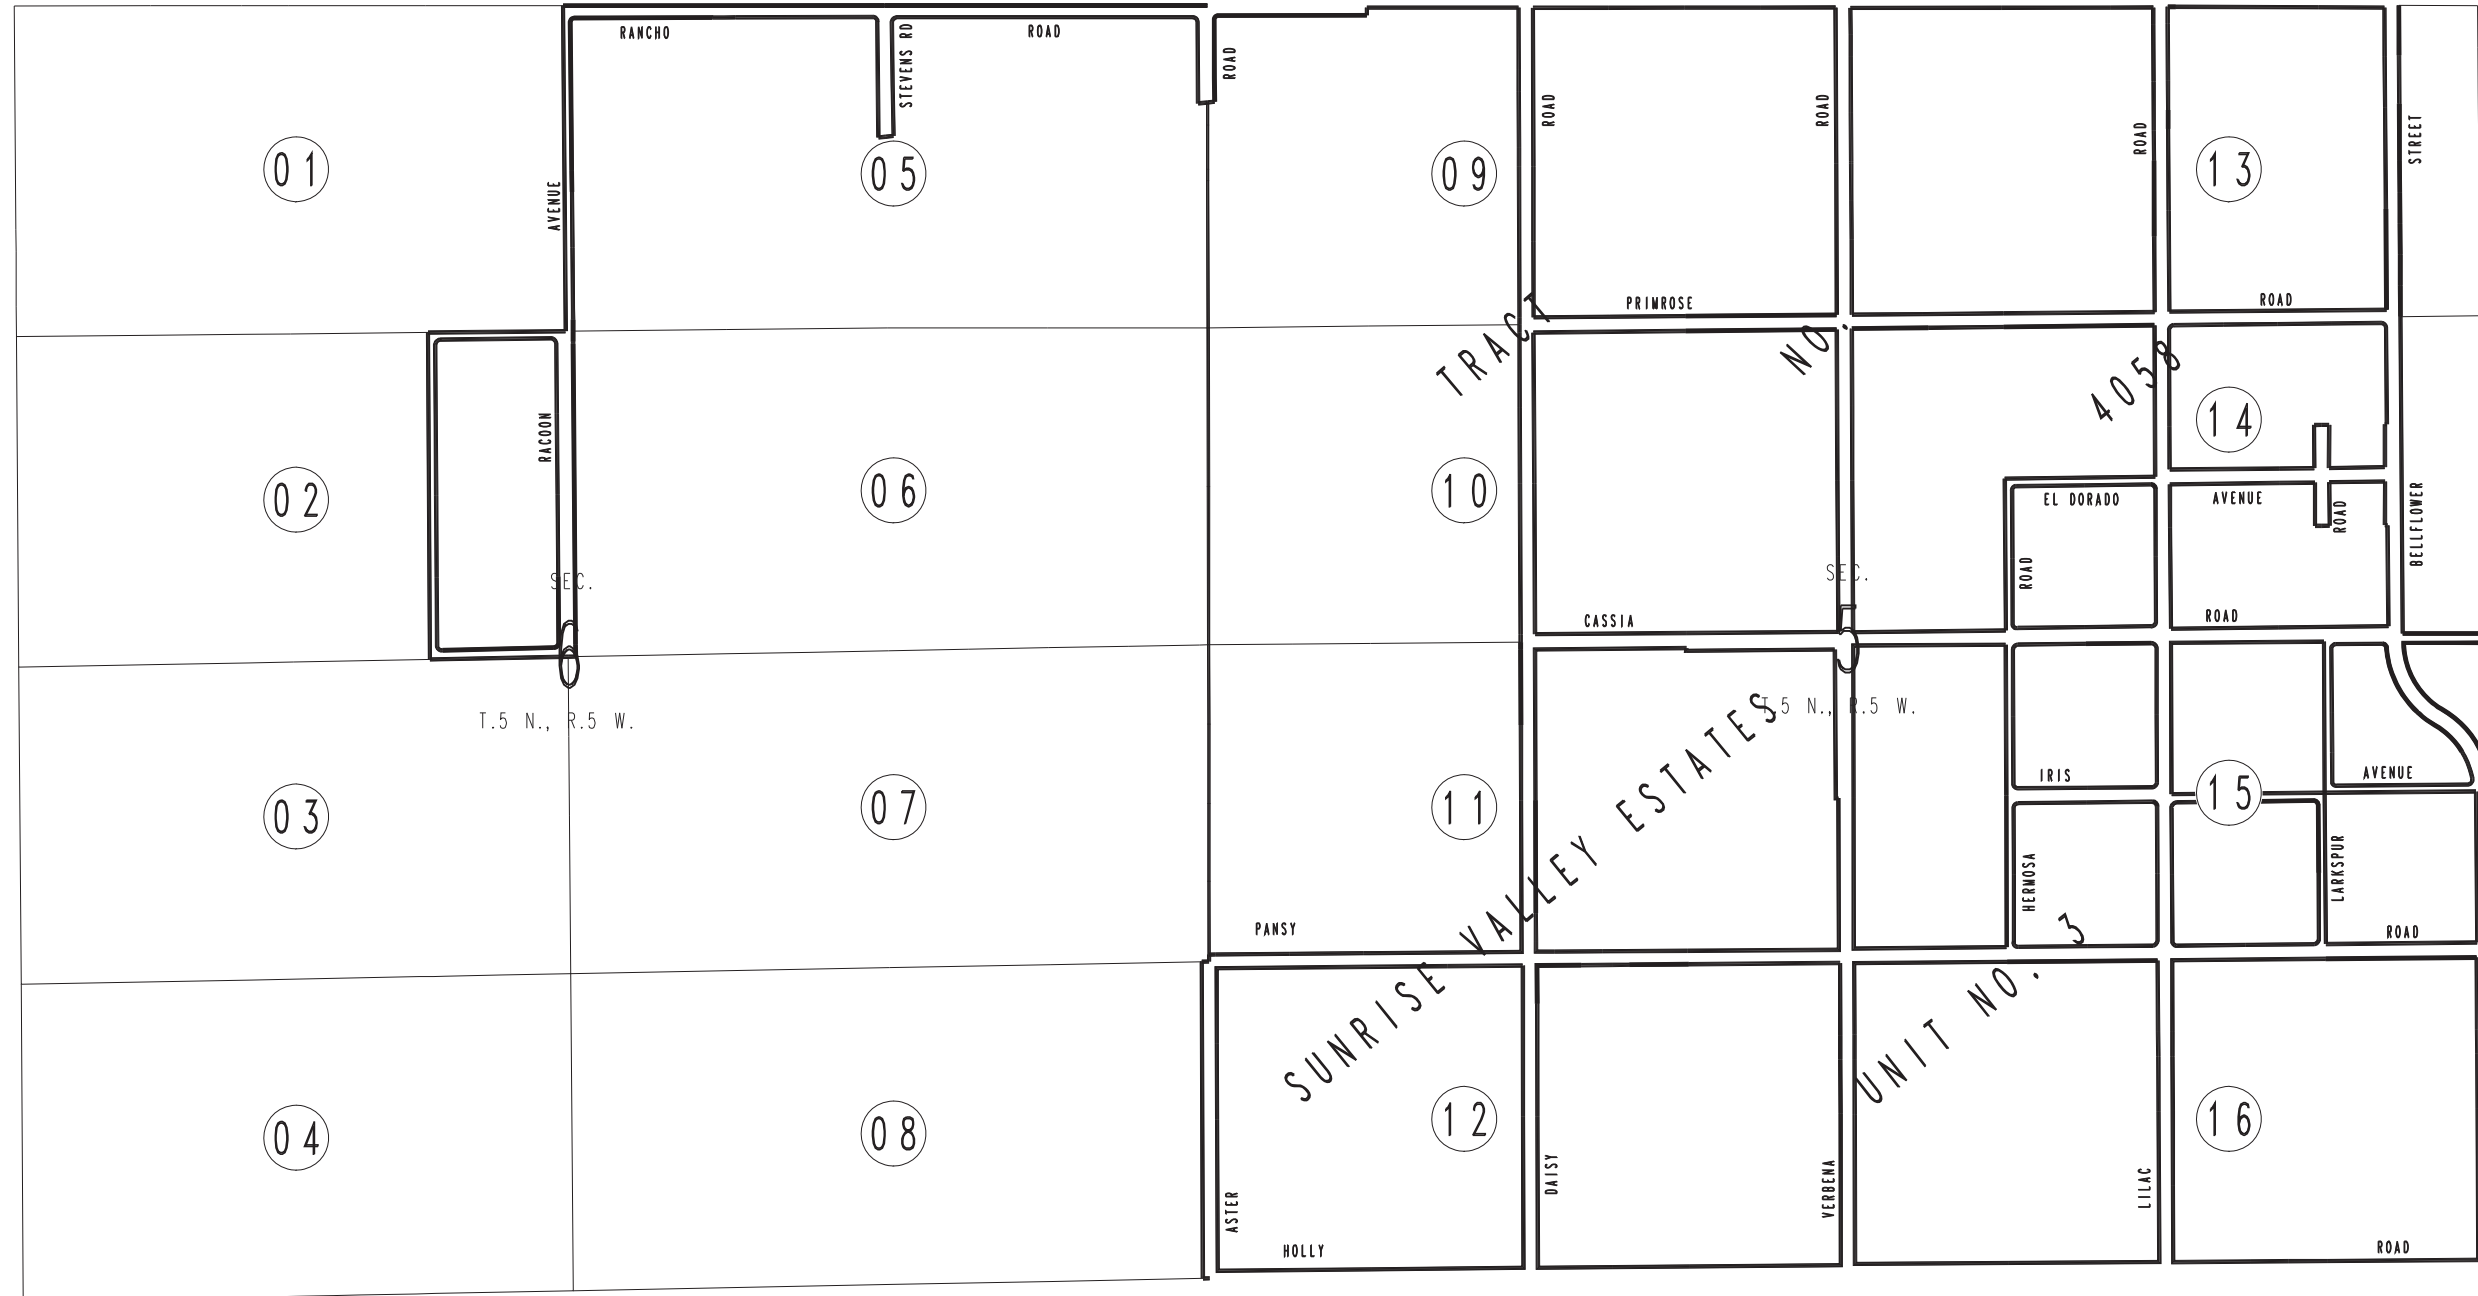 RANCHO
STEVENS RD
ROAD
ROAD
ROAD
ROAD
ROAD
STREET
01
AVENUE
05
09
13
PRIMROSE
ROAD
TRACT NO. 4058
02
RACOON
06
10
14
EL DORADO
AVENUE
ROAD
ROAD
BELLFLOWER
SEC.
SEC.
CASSIA
ROAD
T.5 N., R.5 W.
T.5 N., R.5 W.
03
07
11
IRIS
15
AVENUE
HERMOSA
LARKSPUR
PANSY
ROAD
SUNRISE VALLEY ESTATES
UNIT NO. 3
04
08
12
16
ASTER
DAISY
VERBENA
LILAC
HOLLY
ROAD